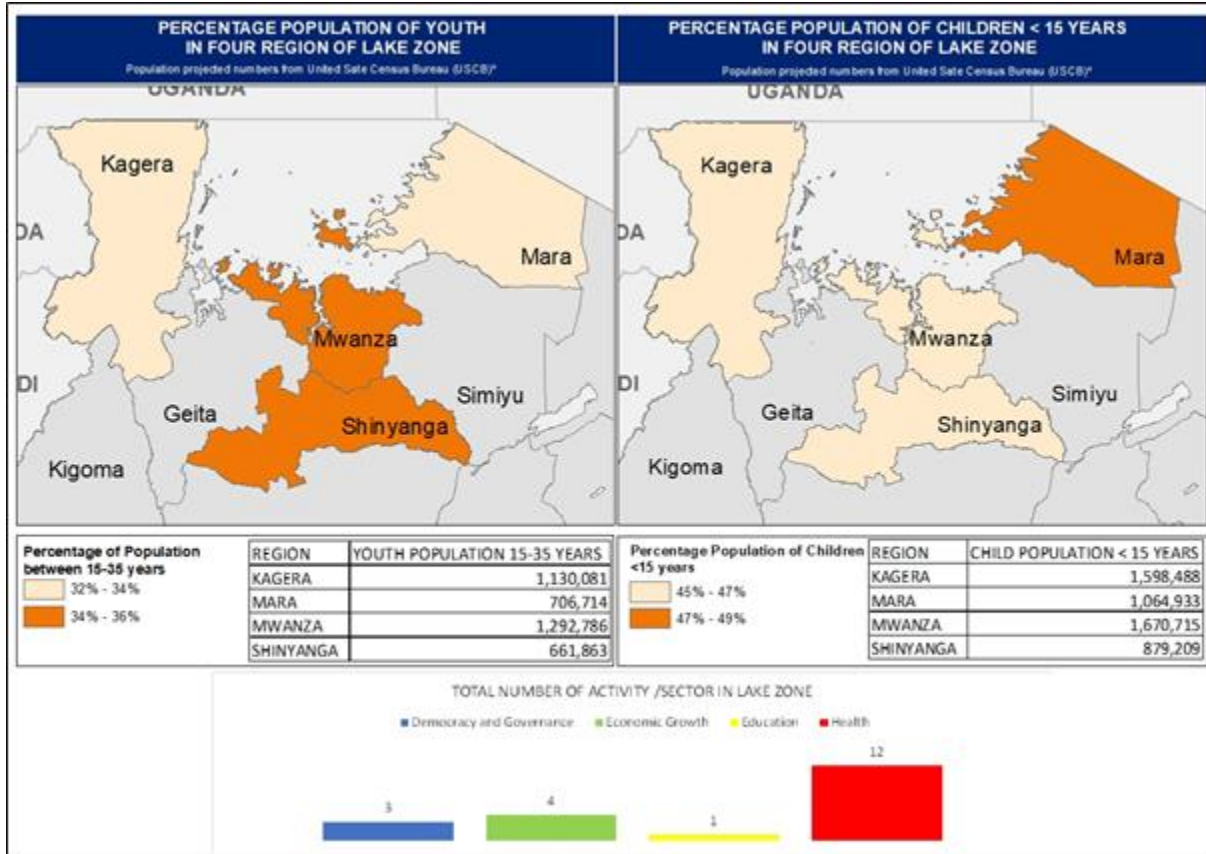 PERCENTAGE POPULATION OF YOUTH
IN FOUR REGION OF LAKE ZONE
Population projected numbers from United Sate Census Bureau (USCB)*
UGANDA
Kagera
DA
Mara
Mwanza
DI
Geita
Simiyu
Shinyanga
Kigoma
PERCENTAGE POPULATION OF CHILDREN < 15 YEARS
IN FOUR REGION OF LAKE ZONE
Population projected numbers from United Sate Census Bureau (USCB)*
UGANDA
Kagera
DA
Mara
Mwanza
DI
Geita
Simiyu
Shinyanga
Kigoma
Percentage of Population
between 15-35 years
32% - 34%
34% - 36%
REGION YOUTH POPULATION 15-35 YEARS
KAGERA 1,130,081
MARA 706,714
MWANZA 1,292,786
SHINYANGA 661,863
Percentage Population of Children
<15 years
45% - 47%
47% - 49%
REGION CHILD POPULATION < 15 YEARS
KAGERA 1,598,488
MARA 1,064,933
MWANZA 1,670,715
SHINYANGA 879,209
TOTAL NUMBER OF ACTIVITY /SECTOR IN LAKE ZONE
Democracy and Governance Economic Growth Education Health
3
4
1
12